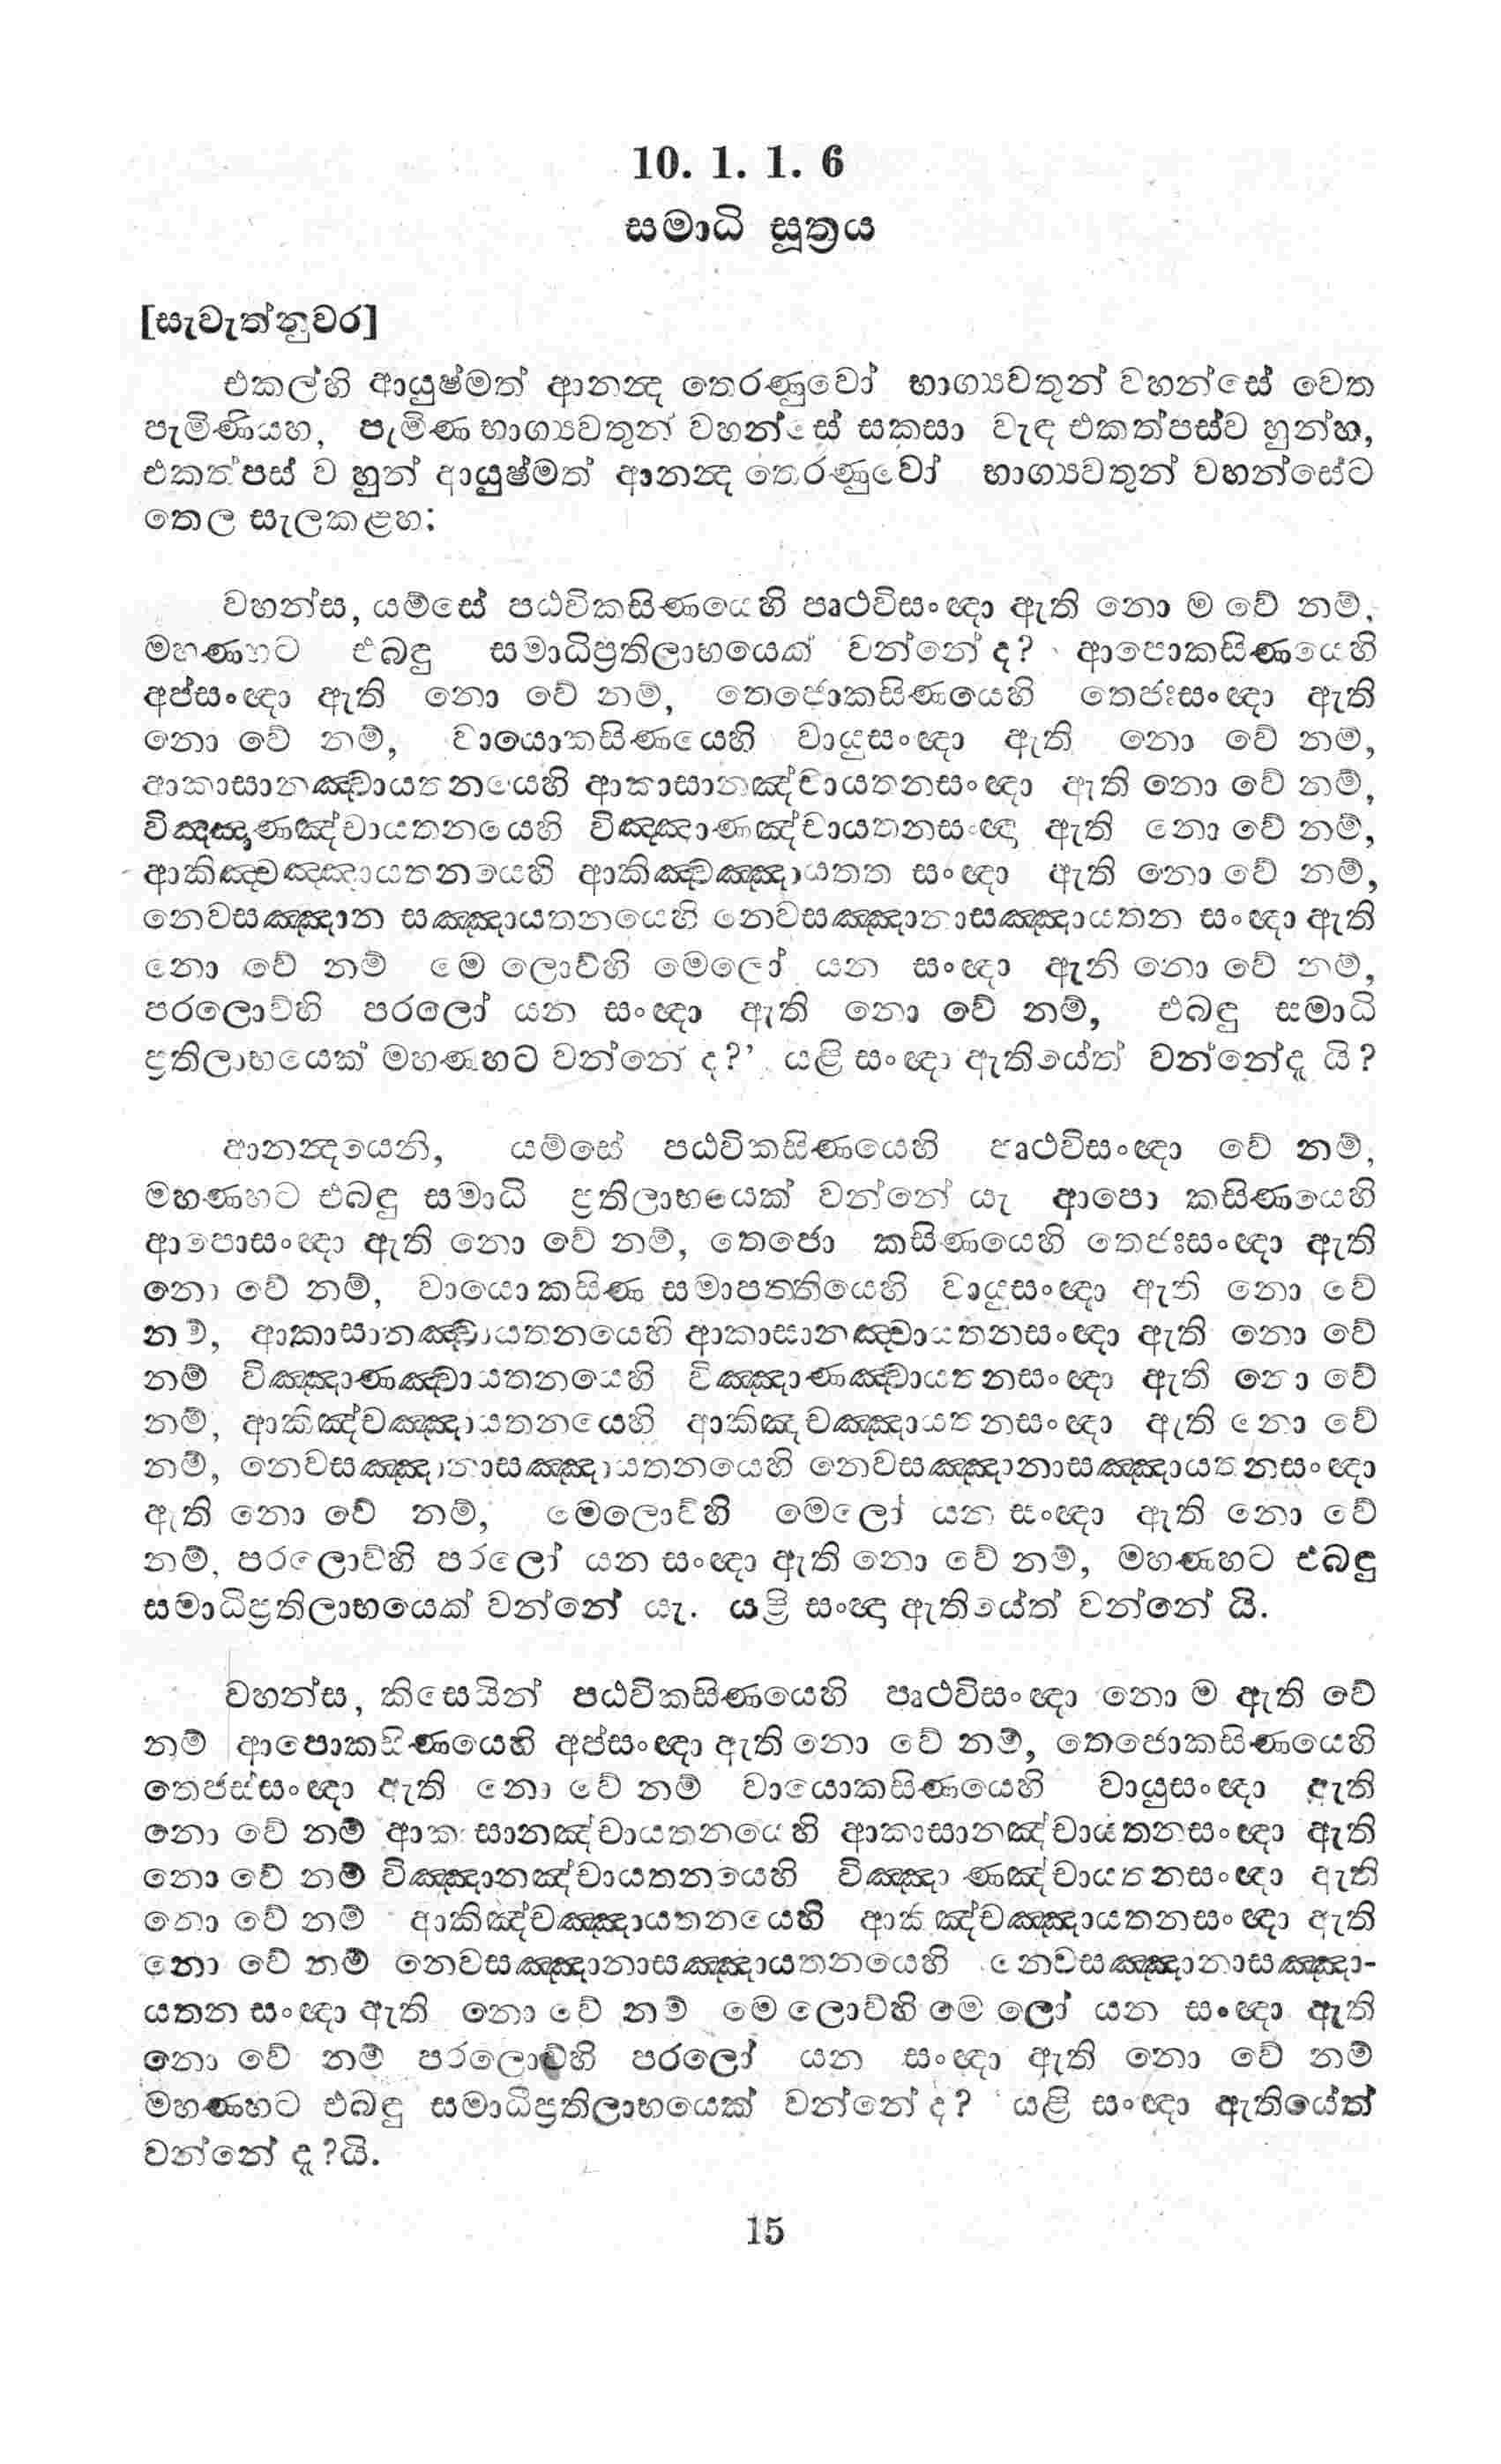 10. 1. 1. 6
සමාධි සූත්‍රය
[සැවැත්නුවර]
එකල්හි ආයුෂ්මත් ආනන්‍ද තෙරණුවෝ භාග්‍යවතුන් වහන්සේ වෙත
පැමිණියහ, පැමිණ භාග්‍යවතුන් වහන්සේ සකසා වැඳ එකත්පස්ව හුන්හ,
එකත්පස් ව හුන් ආයුෂ්මත් ආනන්‍ද තෙරණුවෝ භාග්‍යවතුන් වහන්සේට
තෙල සැලකළහ:
වහන්ස, යම්සේ පඨවිකසිණයෙහි පෘථවිසංඥා ඇති නො ම වේ නම්,
මහණහට එබඳු සමාධිප්‍රතිලාභයෙක් වන්නේ ද? ආපොකසිණයෙහි
අප්සංඥා ඇති නො වේ නම්, තෙජොකසිණයෙහි තෙජඃසංඥා ඇති
නො වේ නම්, වායොකසිණයෙහි වායුසංඥා ඇති නො වේ නම්,
ආකාසානඤ්චායතනයෙහි ආකාසානඤ්චායතනසංඥා ඇති නො වේ නම්,
විඤ්ඤාණඤ්චායතනයෙහි විඤ්ඤාණඤ්චායතනසංඥා ඇති නො වේ නම්,
ආකිඤ්චඤ්ඤායතනයෙහි ආකිඤ්චඤ්ඤායතන සංඥා ඇති නො වේ නම්,
නෙවසඤ්ඤාන සඤ්ඤායතනයෙහි නෙවසඤ්ඤානාසඤ්ඤායතන සංඥා ඇති
නො වේ නම් මෙ ලොව්හි මෙලෝ යන සංඥා ඇති නො වේ නම්,
පරලොව්හි පරලෝ යන සංඥා ඇති නො වේ නම්, එබඳු සමාධි
ප්‍රතිලාභයෙක් මහණහට වන්නේ ද?’ යළි සංඥා ඇතියේත් වන්නේදැ යි?
ආනන්‍දයෙනි, යම්සේ පඨවිකසිණයෙහි පෘථවිසංඥා වේ නම්,
මහණහට එබඳු සමාධි ප්‍රතිලාභයෙක් වන්නේ යැ ආපො කසිණයෙහි
ආපොසංඥා ඇති නො වේ නම්, තෙජො කසිණයෙහි තෙජඃසංඥා ඇති
නො වේ නම්, වායොකසිණ සමාපත්තියෙහි වායුසංඥා ඇති නො වේ
නම්, ආකාසානඤ්චායතනයෙහි ආකාසානඤ්චායතනසංඥා ඇති නො වේ
නම් විඤ්ඤාණඤ්චායතනයෙහි විඤ්ඤාණඤ්චායතනසංඥා ඇති නො වේ
නම්, ආකිඤ්චඤ්ඤායතනයෙහි ආකිඤචඤ්ඤායතනසංඥා ඇති නො වේ
නම්, නෙවසඤ්ඤානාසඤ්ඤායතනයෙහි නෙවසඤ්ඤානාසඤ්ඤායතනසංඥා
ඇති නො වේ නම්, මෙලොව්හි මෙලෝ යන සංඥා ඇති නො වේ
නම්, පරලොව්හි පරලෝ යන සංඥා ඇති නො වේ නම්, මහණහට එබඳු
සමාධිප්‍රතිලාභයෙක් වන්නේ යැ. යළි සංඥා ඇතියේත් වන්නේ යි.
වහන්ස, කිසෙයින් පඨවිකසිණයෙහි පෘථවිසංඥා නො ම ඇති වේ
නම් ආපොකසිණයෙහි අප්සංඥා ඇති නො වේ නම්, තෙජොකසිණයෙහි
තෙජස්සංඥා ඇති නො වේ නම් වායොකසිණයෙහි වායුසංඥා ඇති
නො වේ නම් ආකාසානඤ්චායතනයෙහි ආකාසානඤ්චායතනසංඥා ඇති
නො වේ නම් විඤ්ඤානඤ්චායතනයෙහි විඤ්ඤා ණඤ්චායතනසංඥා ඇති
නො වේ නම් ආකිඤ්චඤ්ඤායතනයෙහි ආකිඤ්චඤ්ඤායතනසංඥා ඇති
නො වේ නම් නෙවසඤ්ඤානාසඤ්ඤායතනයෙහි නෙවසඤ්ඤානාසඤ්ඤා-
යතන සංඥා ඇති නො වේ නම් මෙ ලොව්හි මෙ ලෝ යන සංඥා ඇති
නො වේ නම් පරලොව්හි පරලෝ යන සංඥා ඇති නො වේ නම්
මහණහට එබඳු සමාධිප්‍රතිලාභයෙක් වන්නේ ද? යළි සංඥා ඇතියේත්
වන්නේ දැ?යි.
15